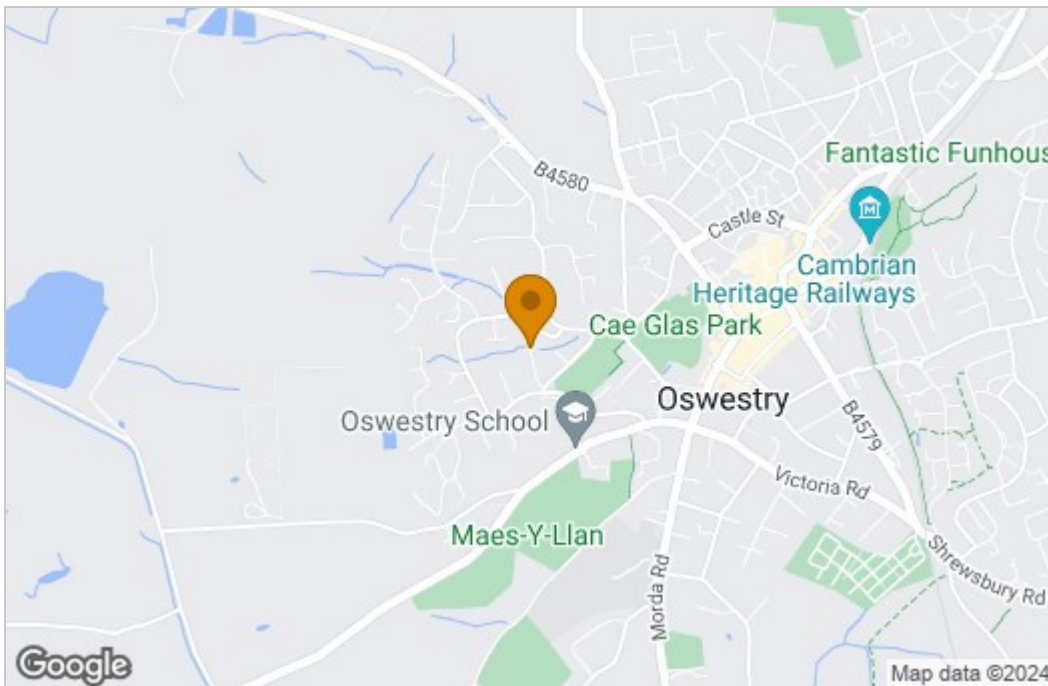 Fantastic Funhous
B4580
Castle St
Cambrian
Heritage Railways
Cae Glas Park
Oswestry
Oswestry School
B4579
Victoria Rd
Maes-Y-Llan
Morda Rd
Shrewsbury Rd
Google
Map data ©2024